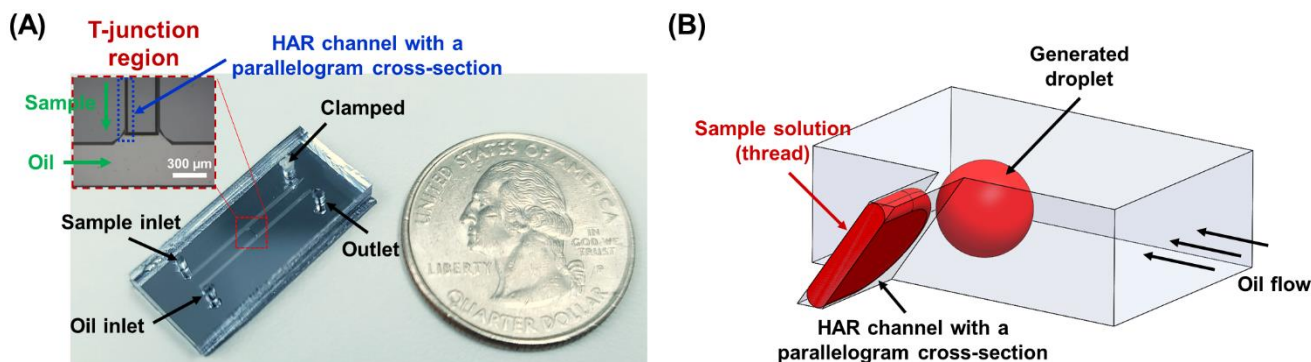 (A)
T-junction
region
HAR channel with a
parallelogram cross-section
Sample
Oil
300 µm
Clamped
Sample inlet
Outlet
Oil inlet
UNITED STATES OF AMERICA
LIBERTY
IN
GOD WE
TRUST
QUARTER DOLLAR
(B)
Generated
droplet
Sample solution
(thread)
Oil flow
HAR channel with a
parallelogram cross-section